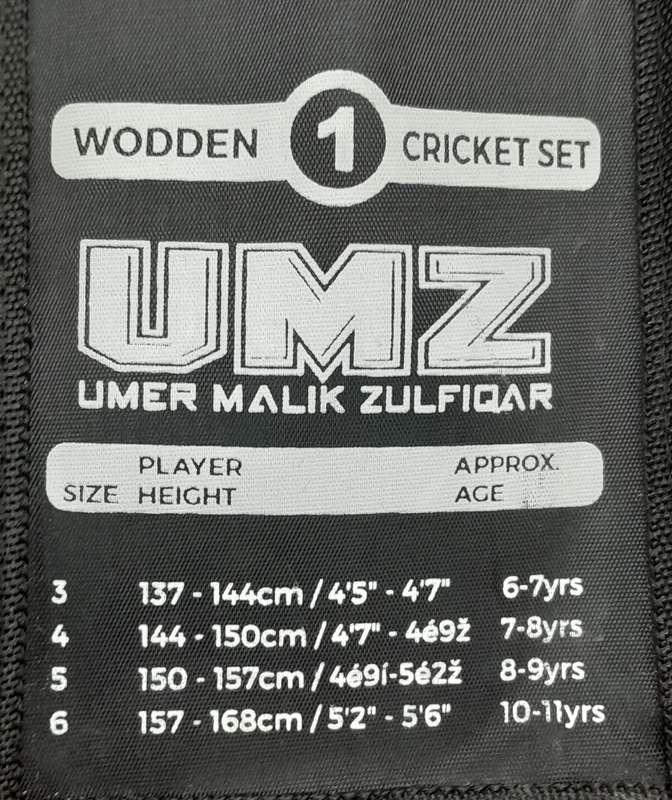 WODDEN 1 CRICKET SET
UMZ
UMER MALIK ZULFIQAR
SIZE PLAYER HEIGHT APPROX. AGE
3 137 - 144cm / 4'5" - 4'7" 6-7yrs
4 144 - 150cm / 4'7" - 4é9ž 7-8yrs
5 150 - 157cm / 4é9í-5é2ž 8-9yrs
6 157 - 168cm / 5'2" - 5'6" 10-11yrs